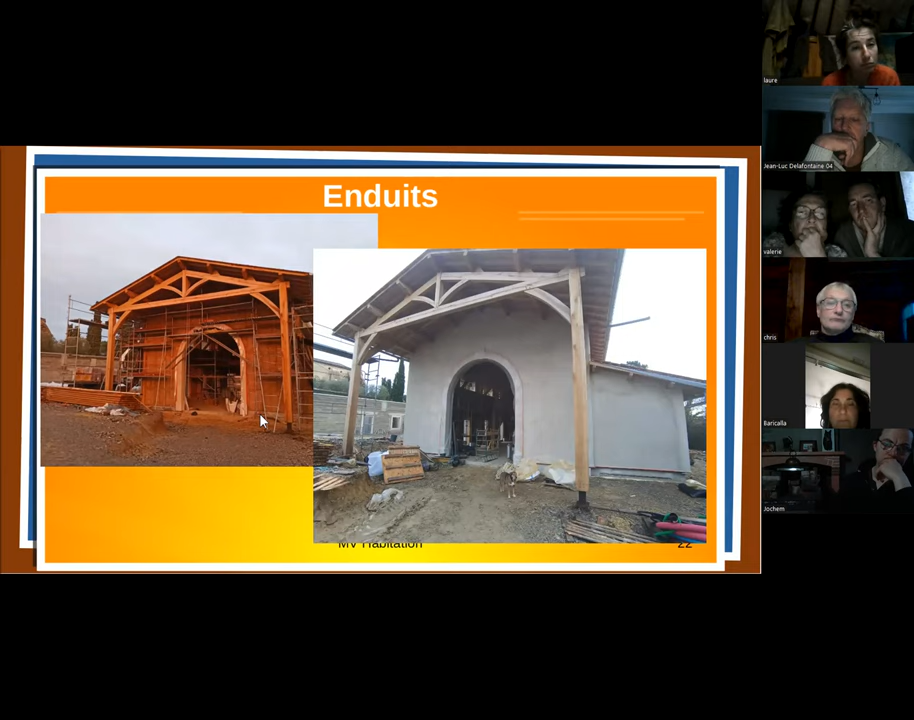 Enduits
MV Habitation
22
laure
Jean-Luc Delafontaine 04
valerie
chris
Baricalla
Jochem